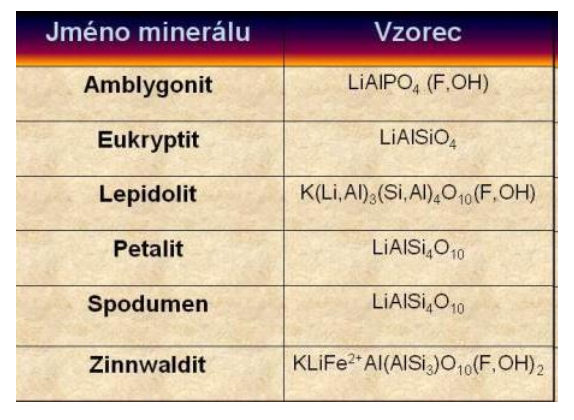 Jméno minerálu Vzorec
Amblygonit LiAlPO₄ (F,OH)
Eukryptit LiAlSiO₄
Lepidolit K(Li,Al)₃(Si,Al)₄O₁₀(F,OH)
Petalit LiAlSi₄O₁₀
Spodumen LiAlSi₄O₁₀
Zinnwaldit KLiFe²⁺Al(AlSi₃)O₁₀(F,OH)₂